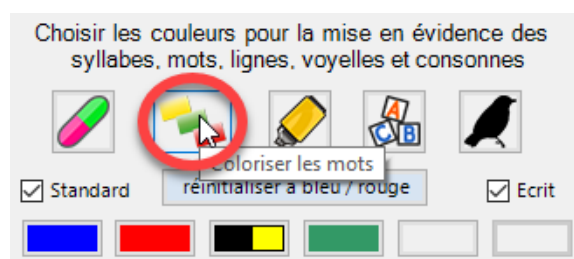 Choisir les couleurs pour la mise en évidence des
syllabes, mots, lignes, voyelles et consonnes
A
B C
Coloriser les mots
Standard réinitialiser à bleu / rouge Ecrit